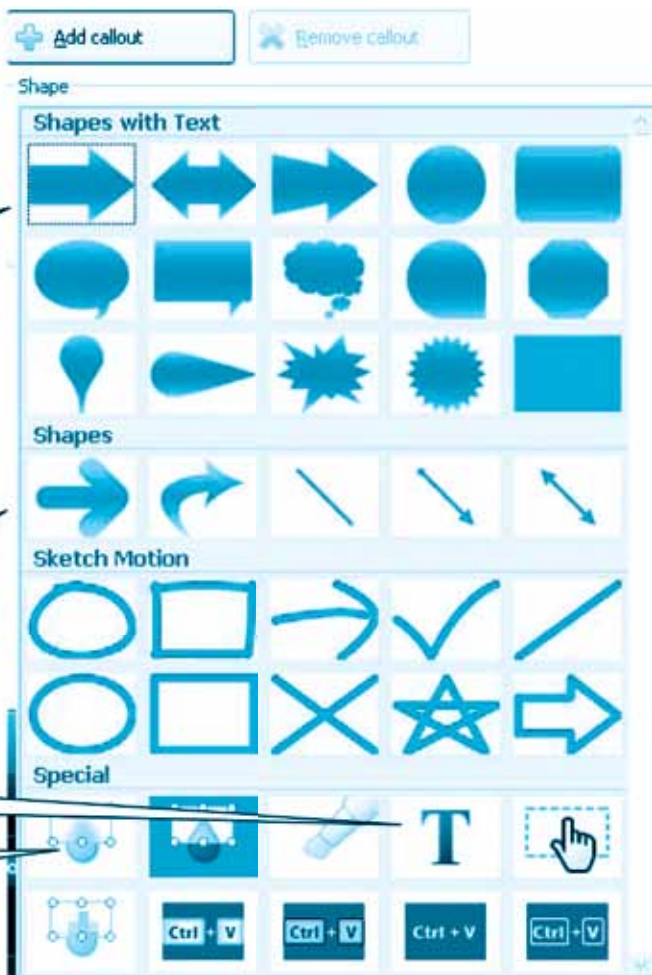 Add callout
Remove callout
Shape
Shapes with Text
Shapes
Sketch Motion
Special
T
Ctrl + V
Ctrl + V
Ctrl + V
Ctrl + V